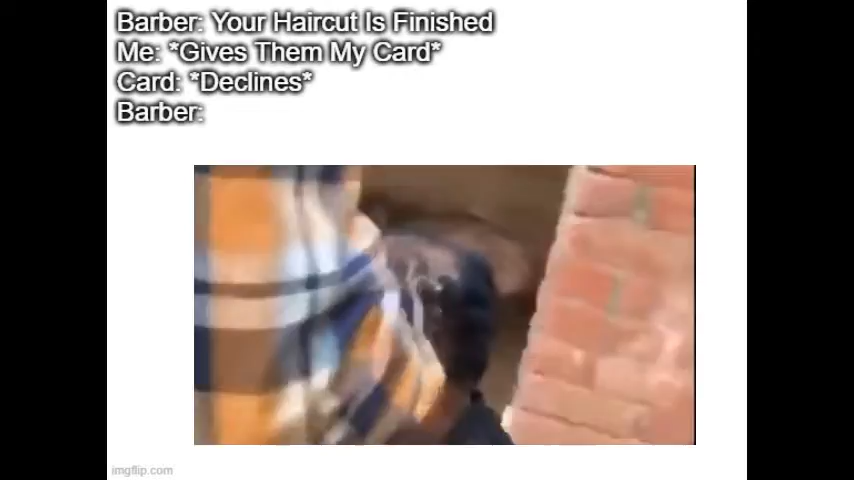 Barber: Your Haircut Is Finished
Me: *Gives Them My Card*
Card: *Declines*
Barber:
imgflip.com